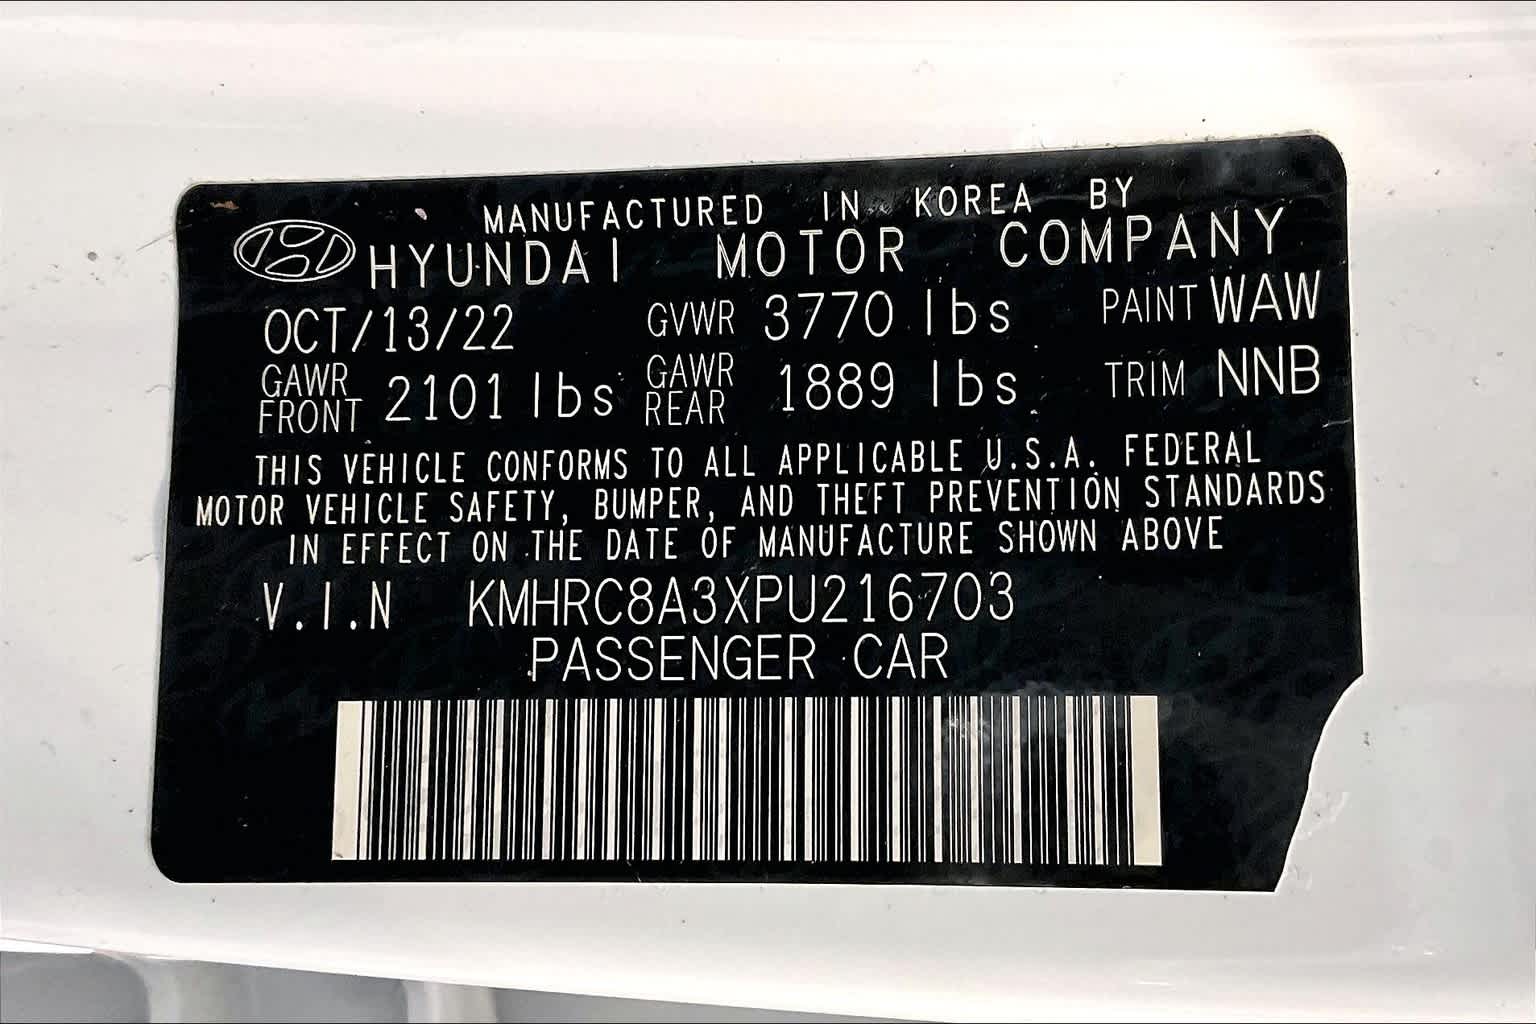 MANUFACTURED IN KOREA BY
HYUNDAI MOTOR COMPANY
OCT/13/22 GVWR 3770 lbs PAINT WAW
GAWR FRONT 2101 lbs GAWR REAR 1889 lbs TRIM NNB
THIS VEHICLE CONFORMS TO ALL APPLICABLE U.S.A. FEDERAL
MOTOR VEHICLE SAFETY, BUMPER, AND THEFT PREVENTION STANDARDS
IN EFFECT ON THE DATE OF MANUFACTURE SHOWN ABOVE
V.I.N KMHRC8A3XPU216703
PASSENGER CAR